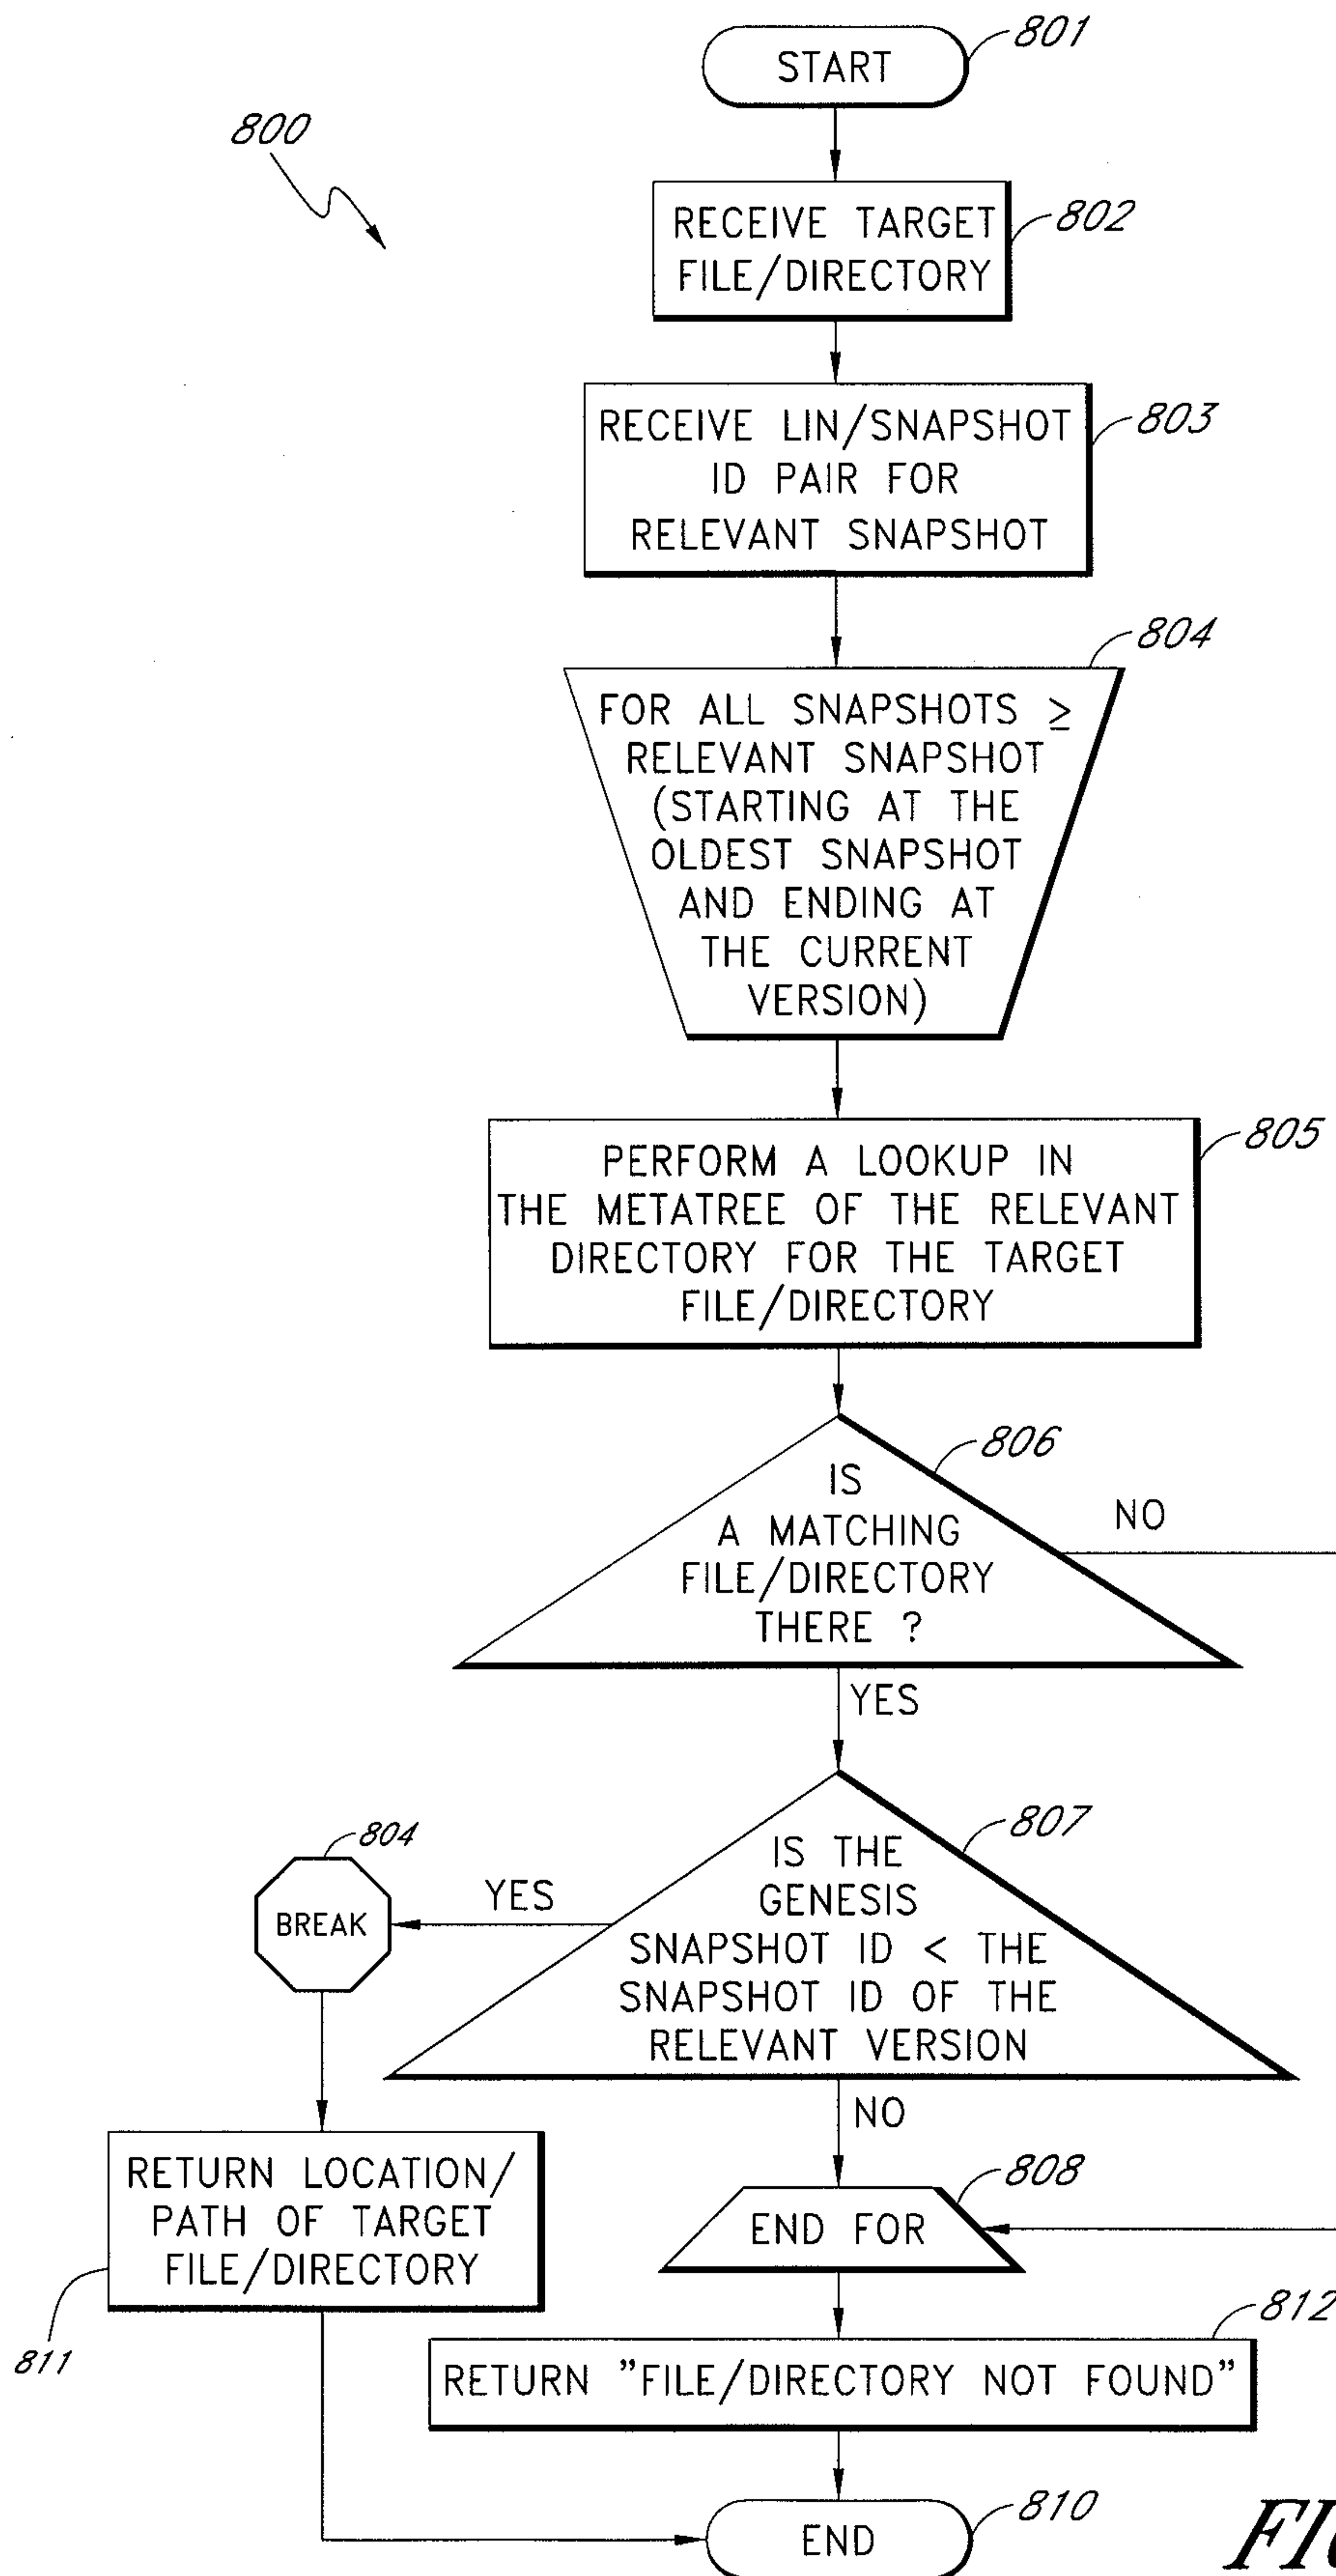 801
START
800
802
RECEIVE TARGET
FILE/DIRECTORY
803
RECEIVE LIN/SNAPSHOT
ID PAIR FOR
RELEVANT SNAPSHOT
804
FOR ALL SNAPSHOTS ≥
RELEVANT SNAPSHOT
(STARTING AT THE
OLDEST SNAPSHOT
AND ENDING AT
THE CURRENT
VERSION)
805
PERFORM A LOOKUP IN
THE METATREE OF THE RELEVANT
DIRECTORY FOR THE TARGET
FILE/DIRECTORY
806
IS
A MATCHING
FILE/DIRECTORY
THERE ?
NO
YES
807
IS THE
GENESIS
SNAPSHOT ID < THE
SNAPSHOT ID OF THE
RELEVANT VERSION
YES
804
BREAK
NO
808
END FOR
RETURN LOCATION/
PATH OF TARGET
FILE/DIRECTORY
811
812
RETURN "FILE/DIRECTORY NOT FOUND"
810
END